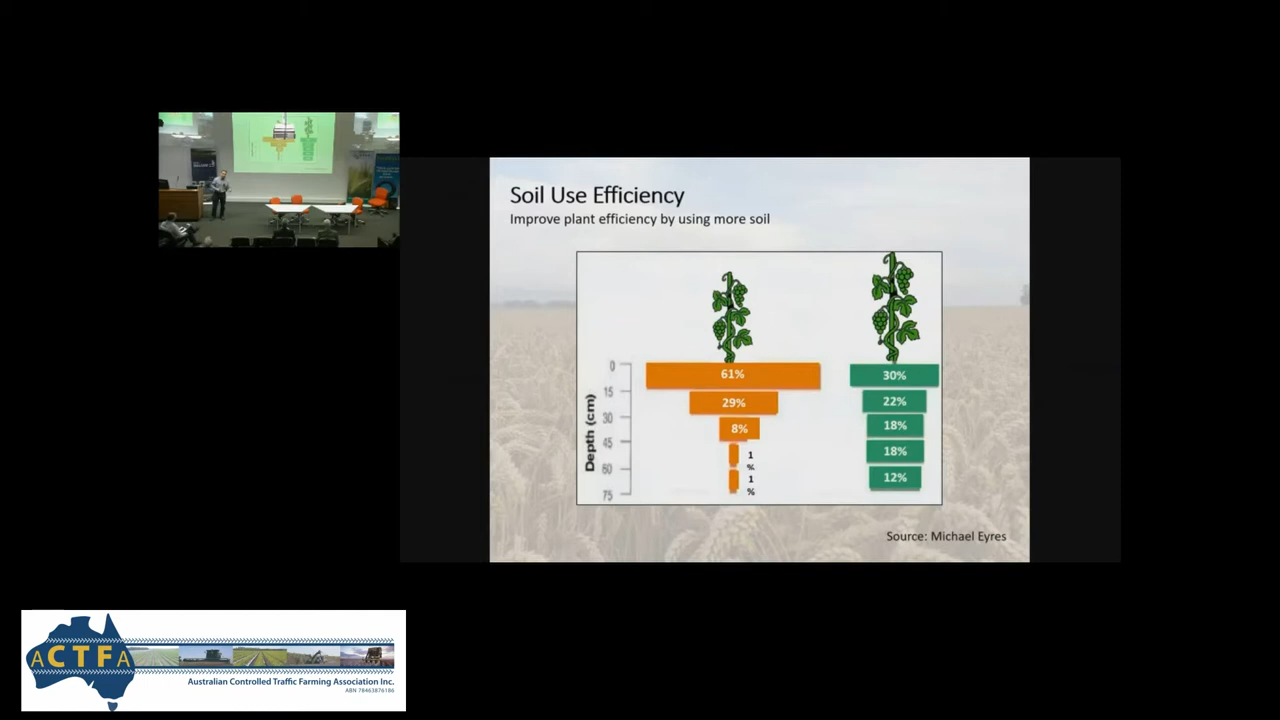 Soil Use Efficiency
Improve plant efficiency by using more soil
Depth (cm)
0
15
30
45
60
75
61%
29%
8%
1
%
1
%
30%
22%
18%
18%
12%
Source: Michael Eyres
ACTFA
Australian Controlled Traffic Farming Association Inc.
ABN 78463876186